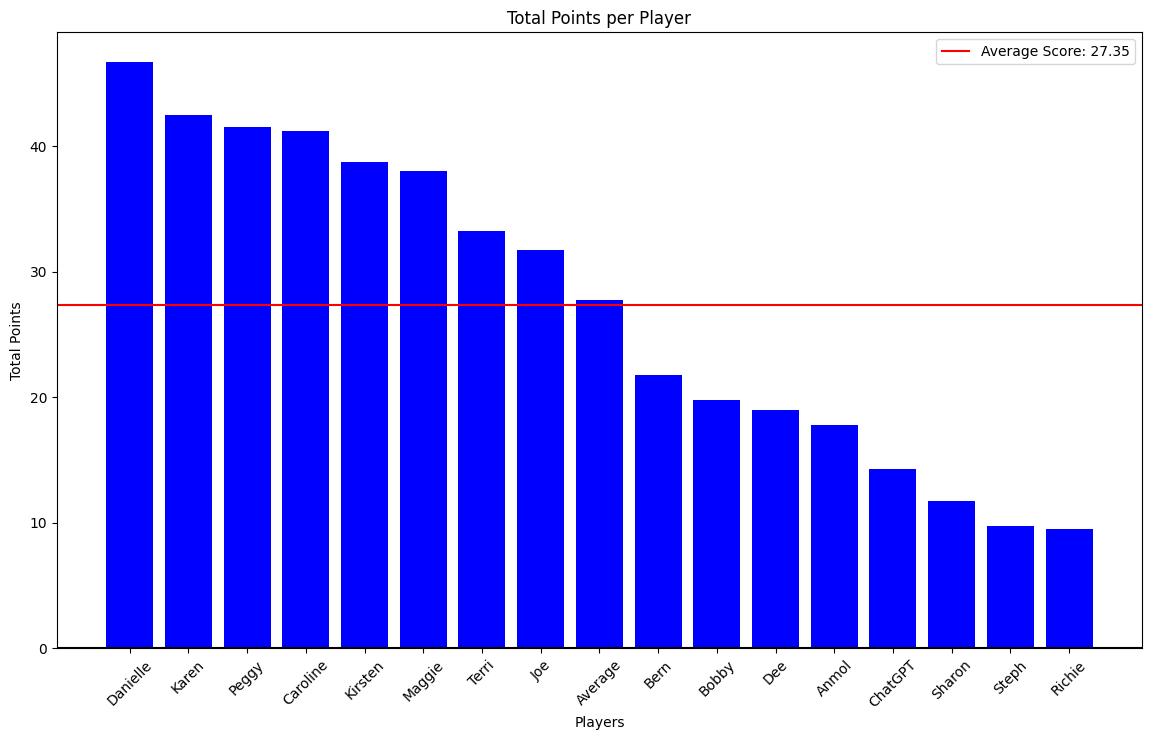 Total Points per Player
Average Score: 27.35
Total Points
40
30
20
10
0
Danielle
Karen
Peggy
Caroline
Kirsten
Maggie
Terri
Joe
Average
Bern
Bobby
Dee
Anmol
ChatGPT
Sharon
Steph
Richie
Players